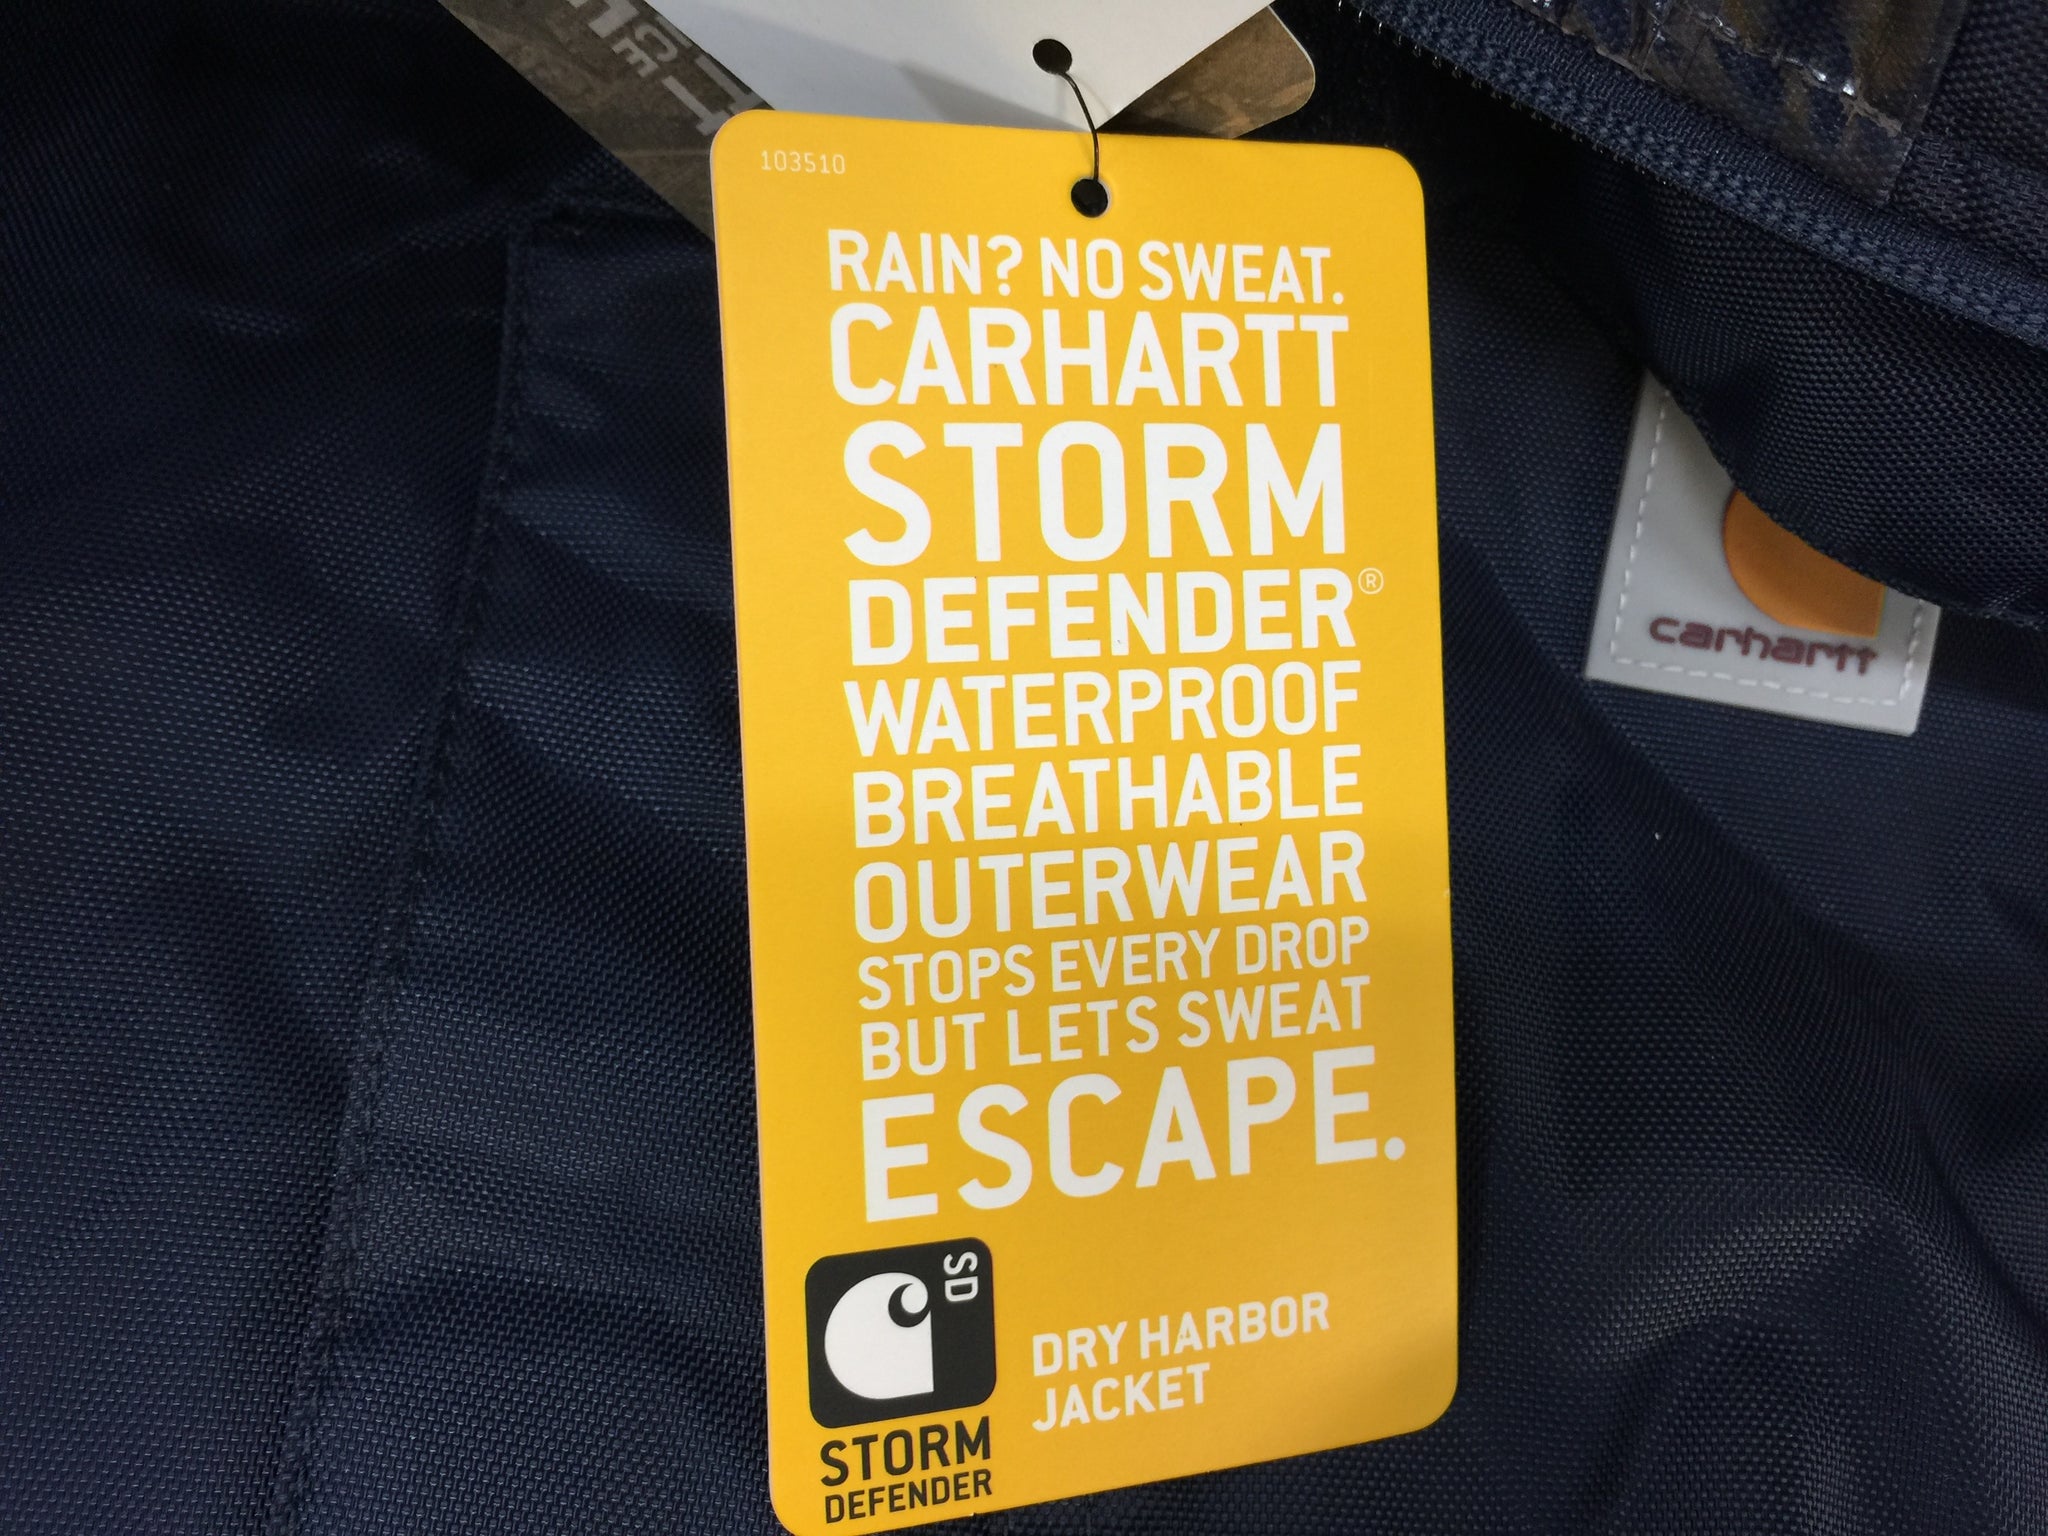 103510
RAIN? NO SWEAT.
CARHARTT
STORM
DEFENDER®
WATERPROOF
BREATHABLE
OUTERWEAR
STOPS EVERY DROP
BUT LETS SWEAT
ESCAPE.
SD
STORM
DEFENDER
DRY HARBOR
JACKET
carhartt